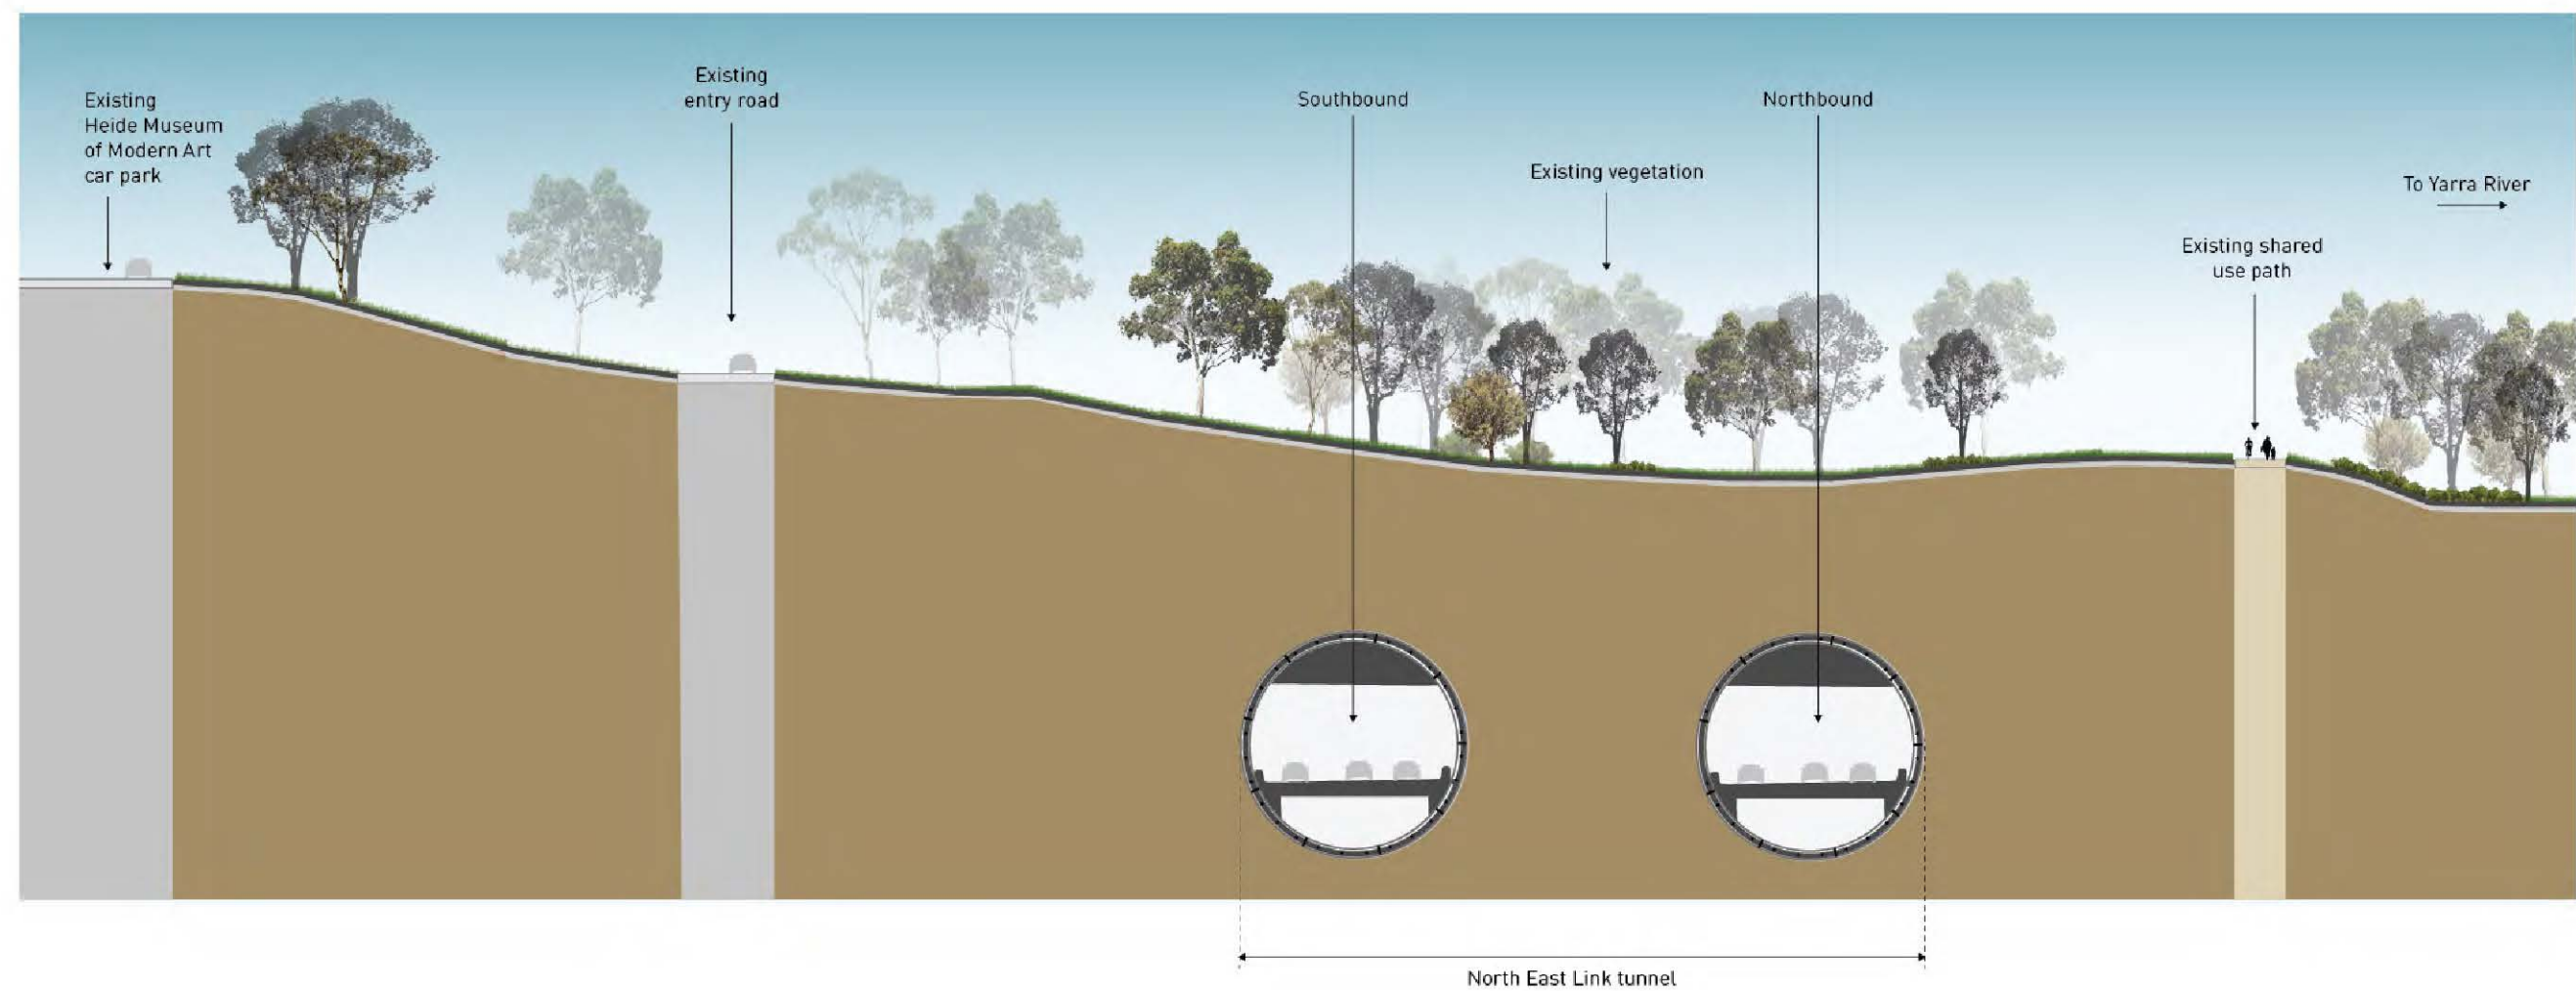 Existing
Heide Museum
of Modern Art
car park
Existing
entry road
Southbound
Northbound
Existing vegetation
To Yarra River
Existing shared
use path
North East Link tunnel